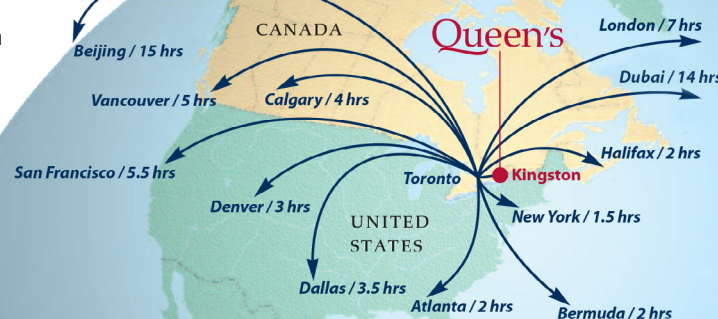 London / 7 hrs
CANADA
Queen's
Beijing / 15 hrs
Dubai / 14 hrs
Vancouver / 5 hrs
Calgary / 4 hrs
Halifax / 2 hrs
San Francisco / 5.5 hrs
Toronto
Kingston
Denver / 3 hrs
New York / 1.5 hrs
UNITED
STATES
Dallas / 3.5 hrs
Atlanta / 2 hrs
Bermuda / 2 hrs